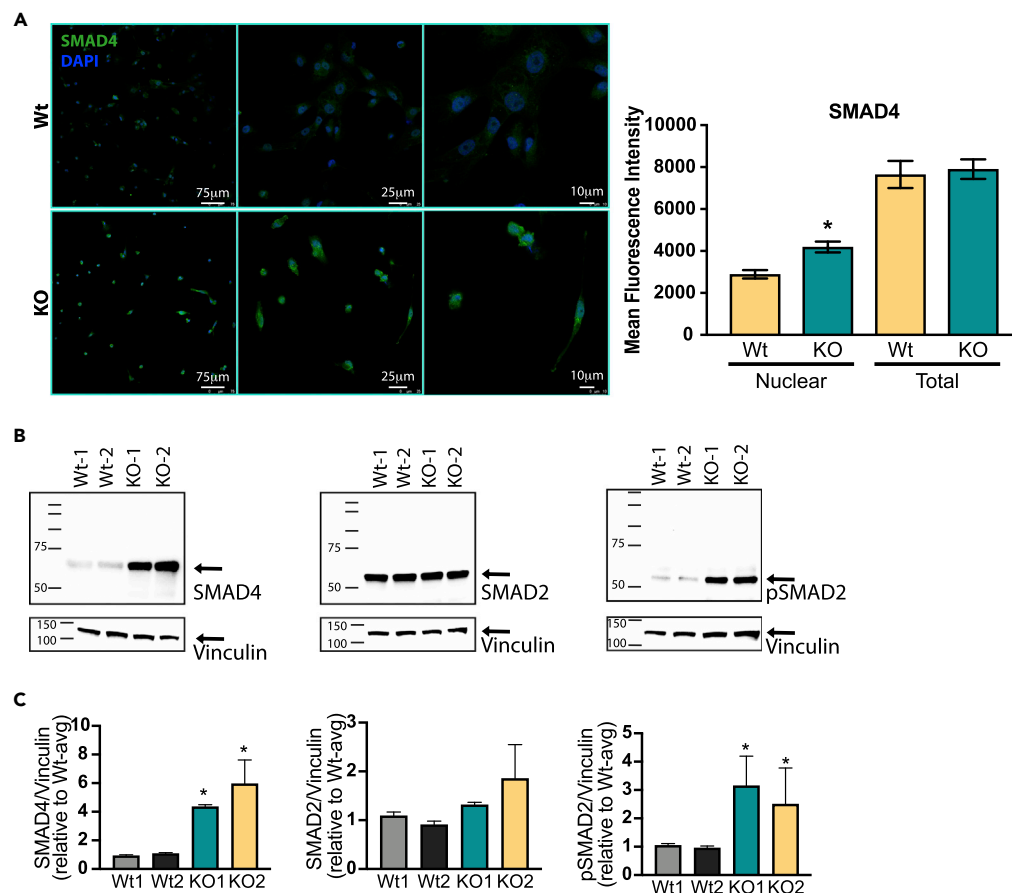 A
SMAD4
DAPI
Wt
75μm
25μm
10μm
KO
75μm
25μm
10μm
SMAD4
Mean Fluorescence Intensity
10000
8000
6000
4000
2000
0
*
Wt KO Wt KO
Nuclear Total
B
Wt-1 Wt-2 KO-1 KO-2
75
50
SMAD4
150
100
Vinculin
Wt-1 Wt-2 KO-1 KO-2
75
50
SMAD2
150
100
Vinculin
Wt-1 Wt-2 KO1 KO-2
75
50
pSMAD2
150
100
Vinculin
C
SMAD4/Vinculin
(relative to Wt-avg)
10
8
6
4
2
0
* *
Wt1 Wt2 KO1 KO2
SMAD2/Vinculin
(relative to Wt-avg)
3
2
1
0
Wt1 Wt2 KO1 KO2
pSMAD2/Vinculin
(relative to Wt-avg)
5
4
3
2
1
0
* *
Wt1 Wt2 KO1 KO2